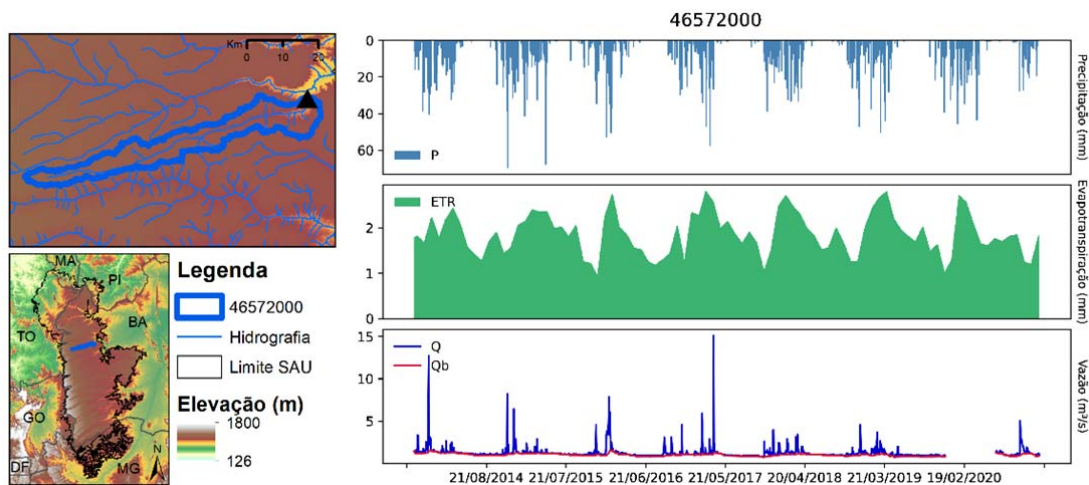 46572000
Km
0
10
20
MA
PI
TO
BA
GO
DF
MG
N
Legenda
46572000
Hidrografia
Limite SAU
Elevação (m)
1800
126
0
20
40
60
P
Precipitação (mm)
2
1
0
ETR
Evapotranspiração (mm)
15
10
5
Q
Qb
Vazão (m³/s)
21/08/2014 21/07/2015 21/06/2016 21/05/2017 20/04/2018 21/03/2019 19/02/2020